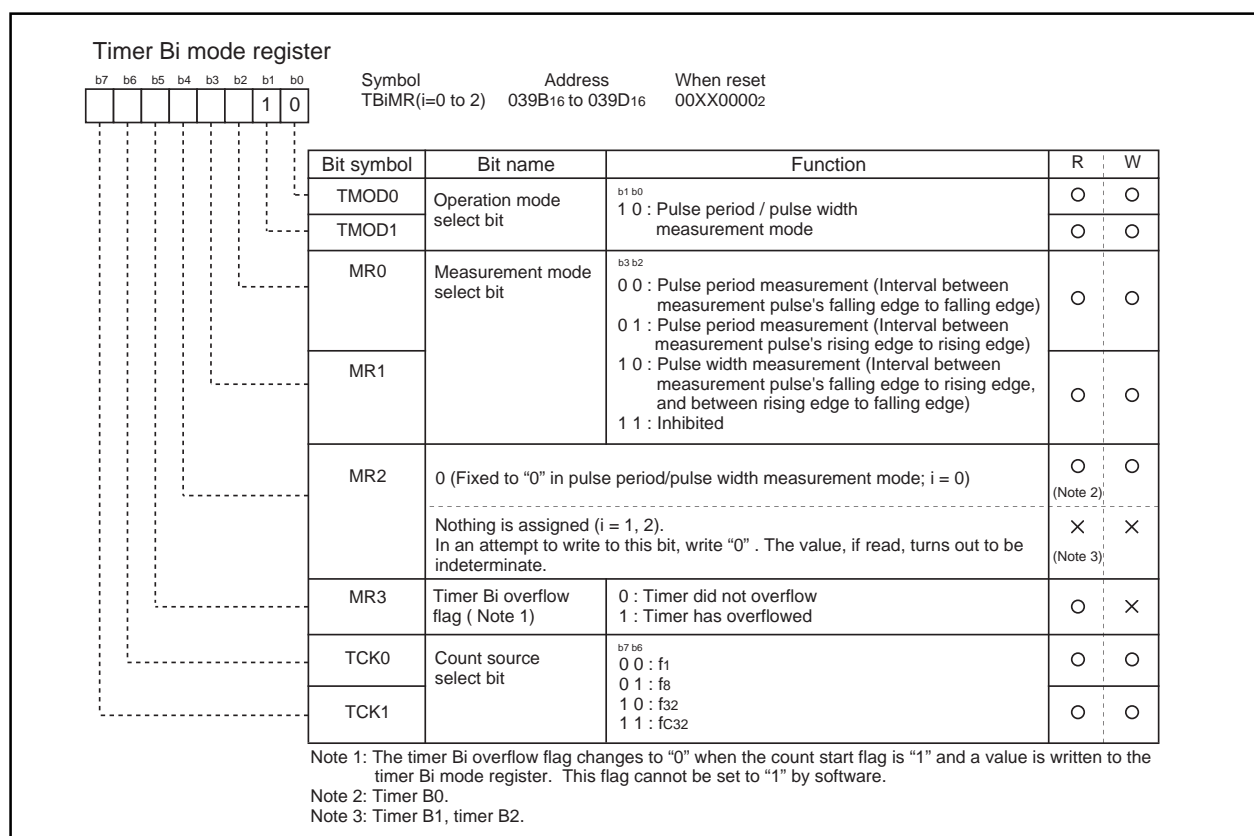 Timer Bi mode register
b7 b6 b5 b4 b3 b2 b1 b0
1 0
Symbol Address When reset
TBiMR(i=0 to 2) 039B16 to 039D16 00XX00002
Bit symbol Bit name Function R W
TMOD0
TMOD1
Operation mode
select bit
b1 b0
1 0 : Pulse period / pulse width
measurement mode
MR0
MR1
Measurement mode
select bit
b3 b2
0 0 : Pulse period measurement (Interval between
measurement pulse's falling edge to falling edge)
0 1 : Pulse period measurement (Interval between
measurement pulse's rising edge to rising edge)
1 0 : Pulse width measurement (Interval between
measurement pulse's falling edge to rising edge,
and between rising edge to falling edge)
1 1 : Inhibited
MR2
0 (Fixed to “0” in pulse period/pulse width measurement mode; i = 0)
(Note 2)
Nothing is assigned (i = 1, 2).
In an attempt to write to this bit, write “0” . The value, if read, turns out to be
indeterminate.
(Note 3)
MR3
Timer Bi overflow
flag ( Note 1)
0 : Timer did not overflow
1 : Timer has overflowed
TCK0
TCK1
Count source
select bit
b7 b6
0 0 : f1
0 1 : f8
1 0 : f32
1 1 : fC32
Note 1: The timer Bi overflow flag changes to “0” when the count start flag is “1” and a value is written to the
timer Bi mode register. This flag cannot be set to “1” by software.
Note 2: Timer B0.
Note 3: Timer B1, timer B2.